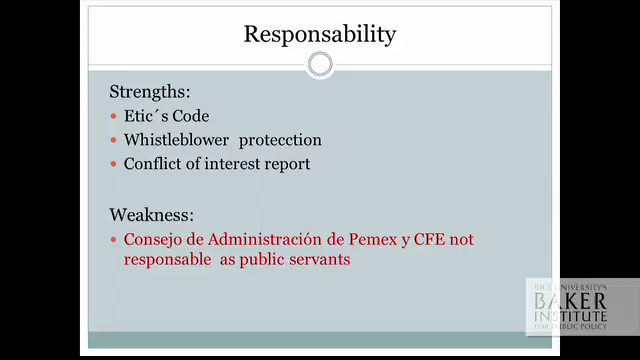 Responsability
Strengths:
Etic´s Code
Whistleblower protecction
Conflict of interest report
Weakness:
Consejo de Administración de Pemex y CFE not
responsable as public servants
RICE UNIVERSITY'S
BAKER
INSTITUTE
FOR PUBLIC POLICY